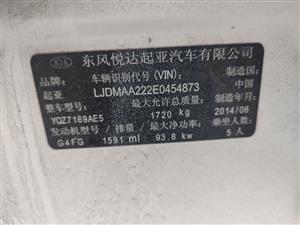 东风悦达起亚汽车有限公司
品牌: 车辆识别代号(VIN): 制造国:
起亚 LJDMAA222E0454873 中国
整车型号: 最大允许总质量: 制造年月:
YQZ7169AE5 1720 kg 2014/06
发动机型号 / 排量 / 最大净功率: 乘坐人数:
G4FG 1591 ml 93.8 kw 5 人